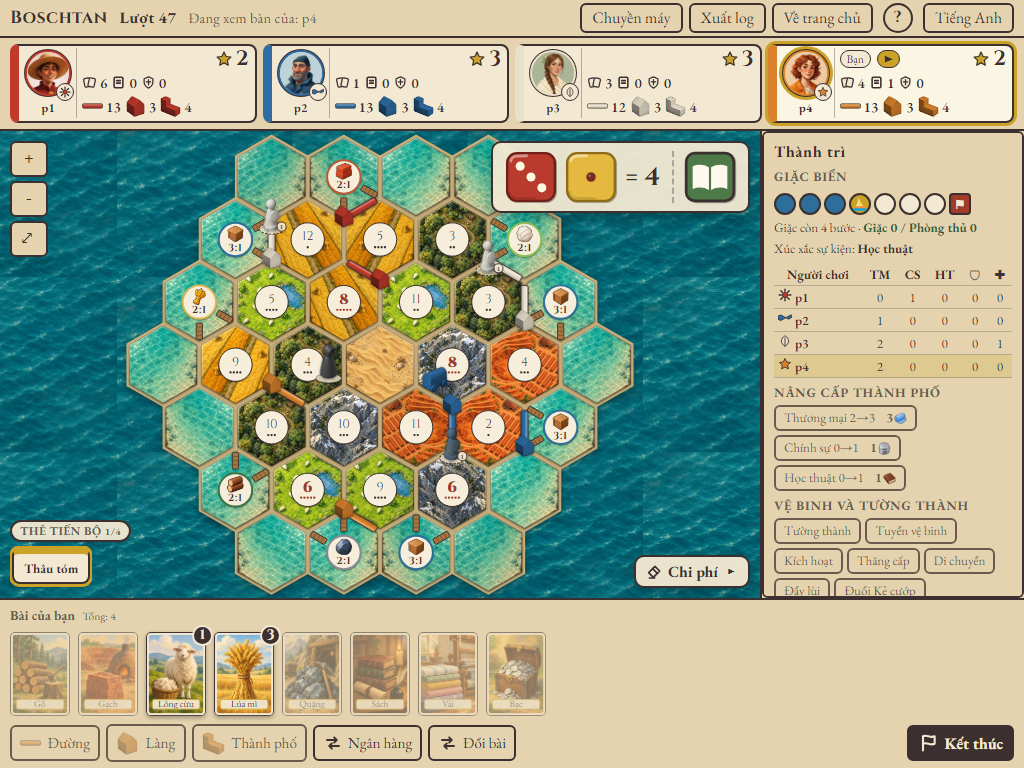 BOSCHTAN Lượt 47 Đang xem bàn của: p4
Chuyền máy Xuất log Về trang chủ ? Tiếng Anh
2
6 0 0
p1 13 3 4
3
1 0 0
p2 13 3 4
3
3 0 0
p3 12 3 4
Bạn 2
4 1 0
p4 13 3 4
+
-
= 4
2:1
3:1 12 5 3 2:1
1
1
2:1 5 8 11 3 3:1
9 4 8 4
10 10 11 2 3:1
1
2:1 6 9 6
2:1 3:1
THẺ TIẾN BỘ 1/4
Thâu tóm
Chi phí
Thành trì
GIẶC BIỂN
Giặc còn 4 bước · Giặc 0 / Phòng thủ 0
Xúc xắc sự kiện: Học thuật
Người chơi TM CS HT
p1 0 1 0 0 0
p2 1 0 0 0 0
p3 2 0 0 0 1
p4 2 0 0 0 0
NÂNG CẤP THÀNH PHỐ
Thương mại 2→3 3
Chính sự 0→1 1
Học thuật 0→1 1
VỆ BINH VÀ TƯỜNG THÀNH
Tường thành Tuyển vệ binh
Kích hoạt Thăng cấp Di chuyển
Đẩy lùi Đuổi Kẻ cướp
Bài của bạn Tổng: 4
1 3
Gỗ Gạch Lông cừu Lúa mì Quặng Sách Vải Bạc
Đường Làng Thành phố Ngân hàng Đổi bài
Kết thúc